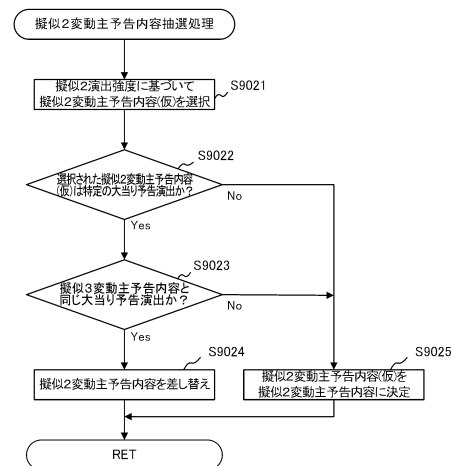 擬似2変動主予告内容抽選処理
擬似2演出強度に基づいて
擬似2変動主予告内容(仮)を選択
S9021
選択された擬似2変動主予告内容
(仮)は特定の大当り予告演出か？
S9022
No
Yes
擬似3変動主予告内容と
同じ大当り予告演出か？
S9023
No
Yes
擬似2変動主予告内容を差し替え
S9024
擬似2変動主予告内容(仮)を
擬似2変動主予告内容に決定
S9025
RET